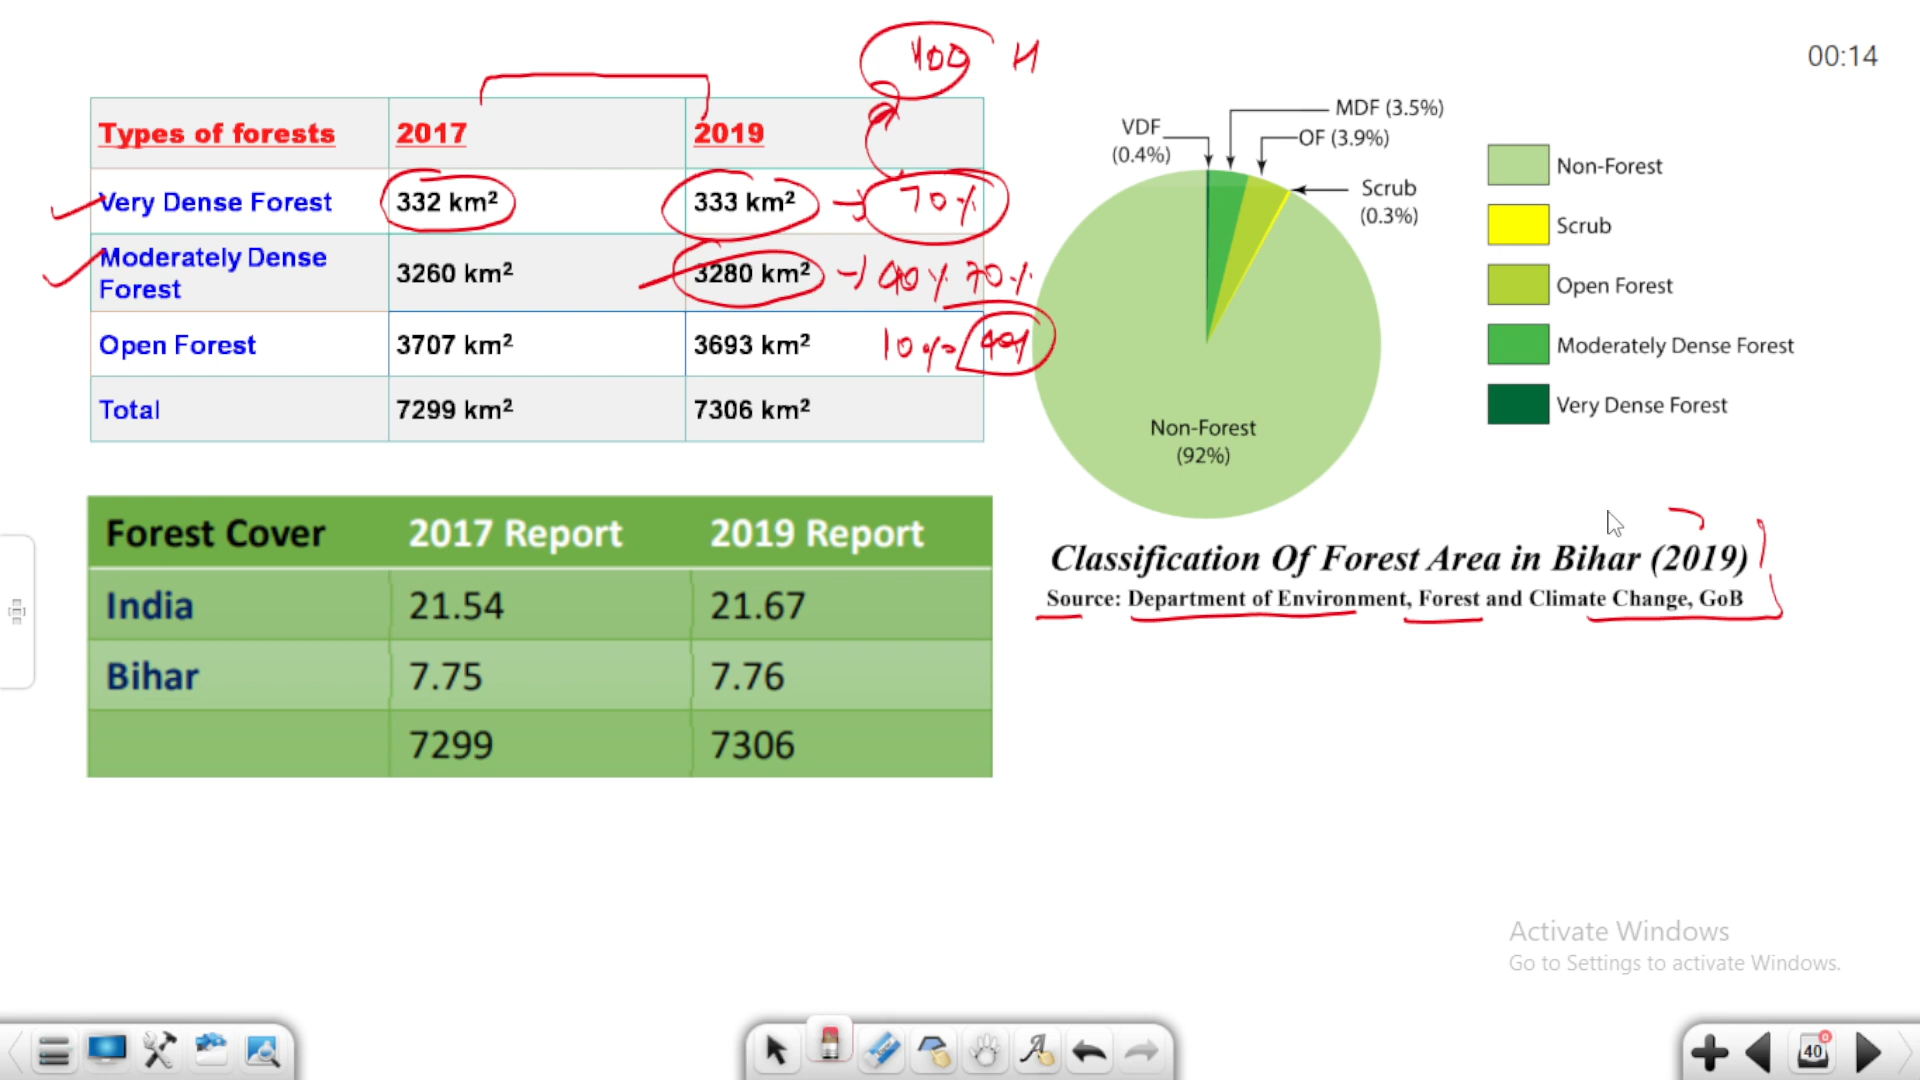 100 H
00:14
Types of forests 2017 2019
Very Dense Forest 332 km² 333 km² 70%
Moderately Dense Forest 3260 km² 3280 km² 40% 70%
Open Forest 3707 km² 3693 km² 10% 40%
Total 7299 km² 7306 km²
VDF (0.4%)
MDF (3.5%)
OF (3.9%)
Scrub (0.3%)
Non-Forest (92%)
Non-Forest
Scrub
Open Forest
Moderately Dense Forest
Very Dense Forest
Forest Cover 2017 Report 2019 Report
India 21.54 21.67
Bihar 7.75 7.76
7299 7306
Classification Of Forest Area in Bihar (2019)
Source: Department of Environment, Forest and Climate Change, GoB
Activate Windows
Go to Settings to activate Windows.
40
0